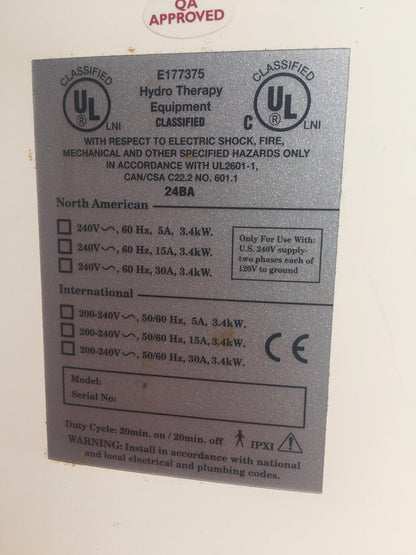 QA
APPROVED
CLASSIFIED
UL
®
LNI
E177375
Hydro Therapy
Equipment
CLASSIFIED
CLASSIFIED
C
UL
®
LNI
WITH RESPECT TO ELECTRIC SHOCK, FIRE,
MECHANICAL AND OTHER SPECIFIED HAZARDS ONLY
IN ACCORDANCE WITH UL2601-1,
CAN/CSA C22.2 NO. 601.1
24BA
North American
240V~, 60 Hz, 5A, 3.4kW.
240V~, 60 Hz, 15A, 3.4kW.
240V~, 60 Hz, 30A, 3.4kW.
Only For Use With:
U.S. 240V supply-
two phases each of
120V to ground
International
200-240V~, 50/60 Hz, 5A, 3.4kW.
200-240V~, 50/60 Hz, 15A, 3.4kW.
200-240V~, 50/60 Hz, 30A, 3.4kW.
CE
Model:
Serial No:
Duty Cycle: 20min. on / 20min. off
IPXI
WARNING: Install in accordance with national
and local electrical and plumbing codes.